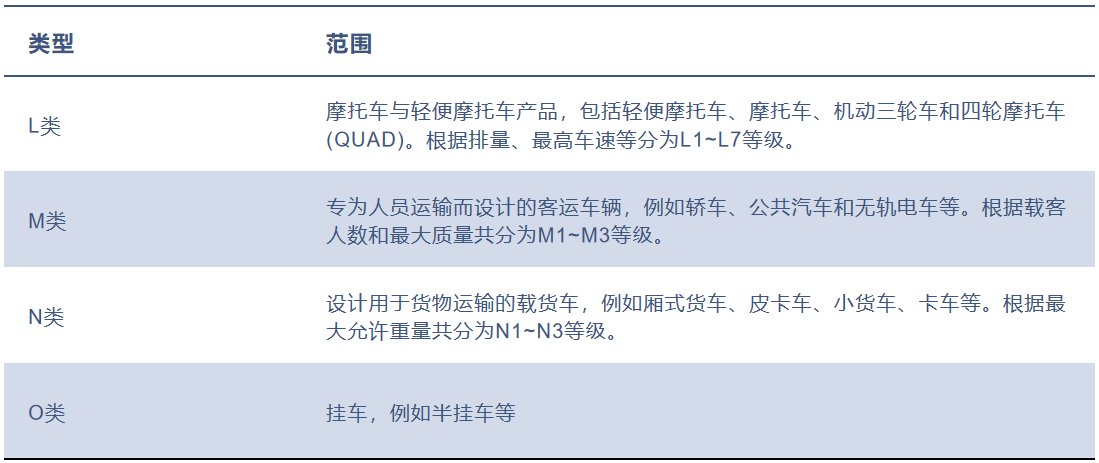 类型 范围
L类
摩托车与轻便摩托车产品，包括轻便摩托车、摩托车、机动三轮车和四轮摩托车
(QUAD)。根据排量、最高车速等分为L1~L7等级。
M类
专为人员运输而设计的客运车辆，例如轿车、公共汽车和无轨电车等。根据载客
人数和最大质量共分为M1~M3等级。
N类
设计用于货物运输的载货车，例如厢式货车、皮卡车、小货车、卡车等。根据最
大允许重量共分为N1~N3等级。
O类
挂车，例如半挂车等